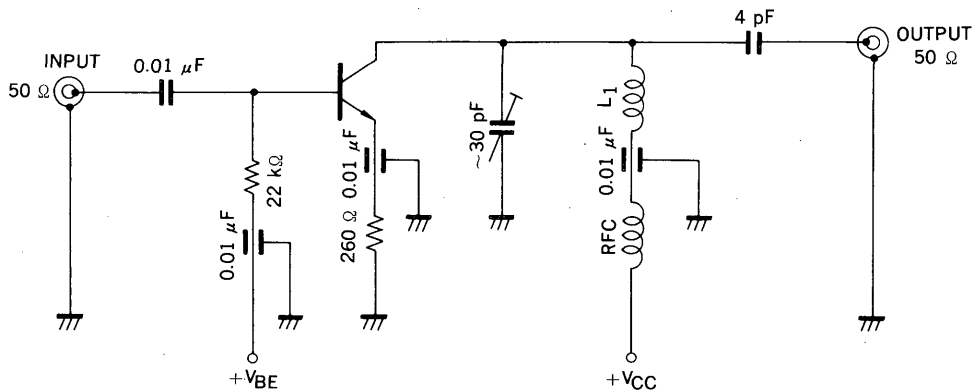 INPUT
50 Ω
0.01 µF
22 kΩ
0.01 µF
+VBE
0.01 µF
260 Ω
~30 pF
L1
0.01 µF
RFC
+VCC
4 pF
OUTPUT
50 Ω